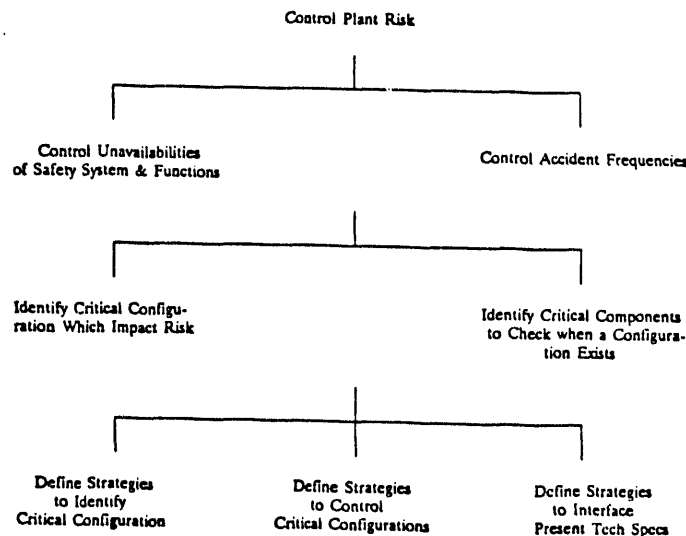 Control Plant Risk
Control Unavailabilities
of Safety System & Functions
Control Accident Frequencies
Identify Critical Configu-
ration Which Impact Risk
Identify Critical Components
to Check when a Configura-
tion Exists
Define Strategies
to Identify
Critical Configuration
Define Strategies
to Control
Critical Configurations
Define Strategies
to Interface
Present Tech Specs